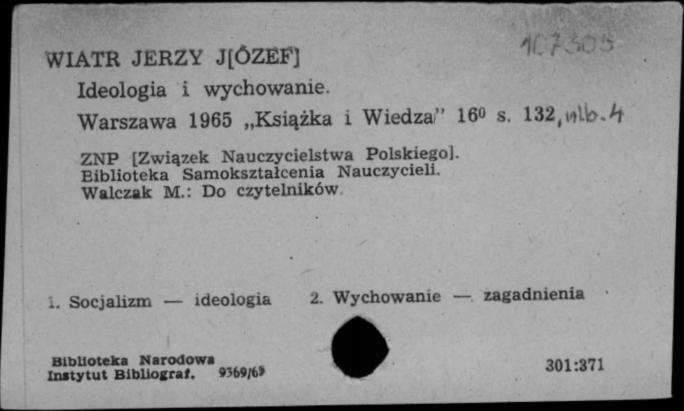 107505
WIATR JERZY J[ÓZEF]
Ideologia i wychowanie.
Warszawa 1965 „Książka i Wiedza” 16⁰ s. 132, nlb. 4
ZNP [Związek Nauczycielstwa Polskiego].
Biblioteka Samokształcenia Nauczycieli.
Walczak M.: Do czytelników.
1. Socjalizm — ideologia 2. Wychowanie — zagadnienia
Biblioteka Narodowa
Instytut Bibliograf. 9369/65 301:371